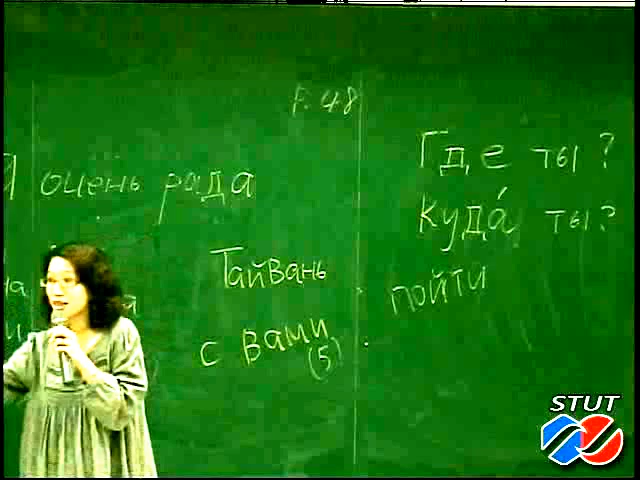 P. 48
Я очень рада
Где ты?
Куда́ ты?
Тайвань
пойти
с вами
(5)
STUT